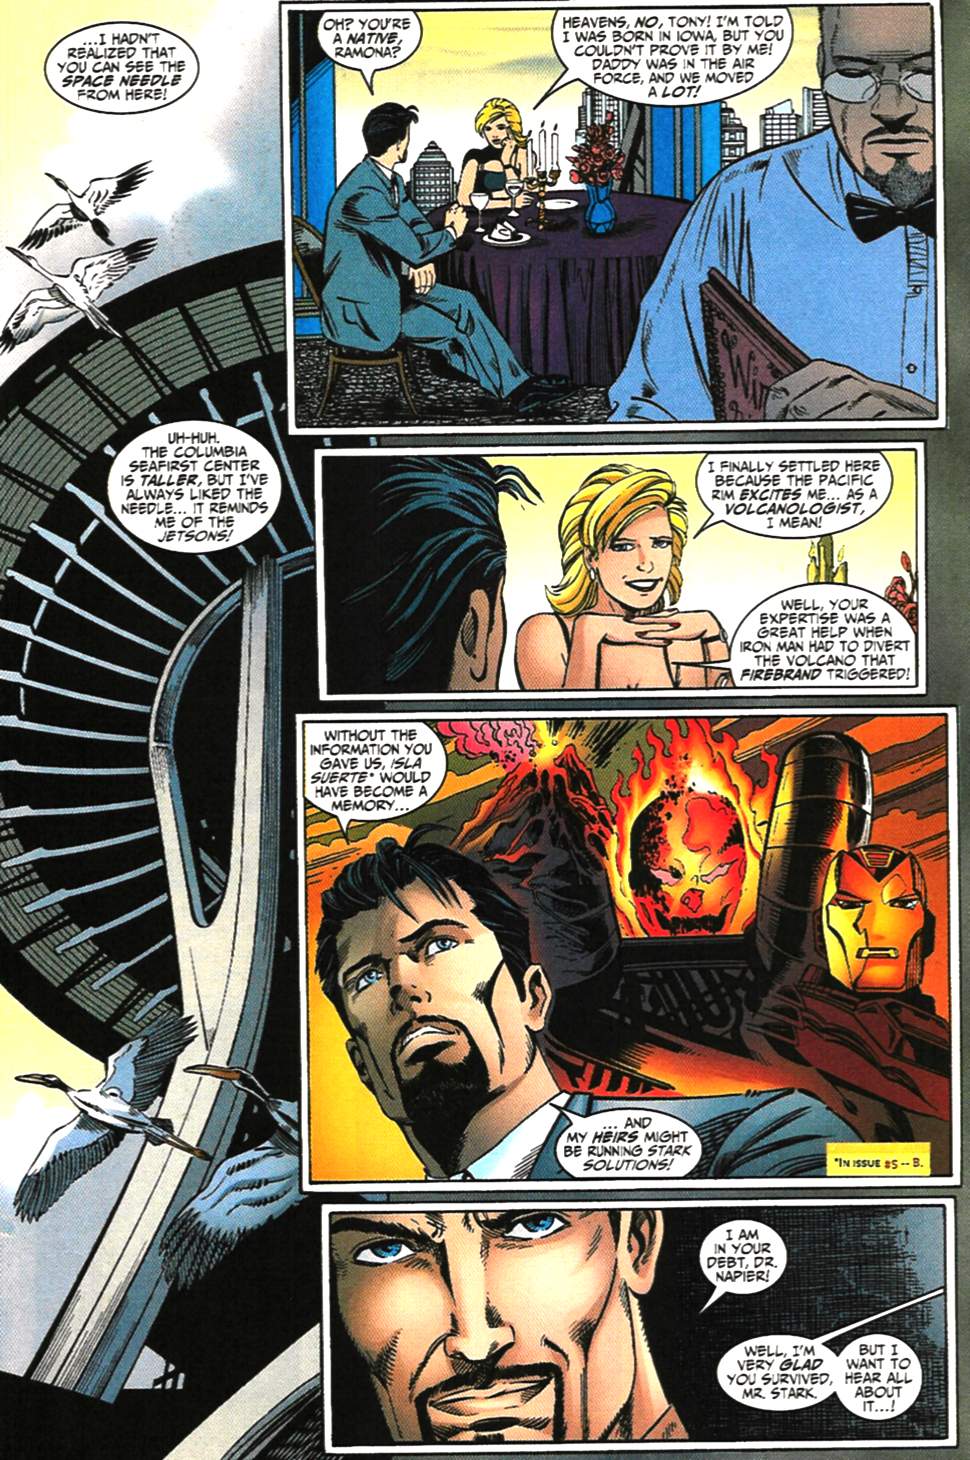 ...I HADN'T
REALIZED THAT
YOU CAN SEE THE
SPACE NEEDLE
FROM HERE!
UH-HUH.
THE COLUMBIA
SEAFIRST CENTER
IS TALLER, BUT I'VE
ALWAYS LIKED THE
NEEDLE... IT REMINDS
ME OF THE
JETSONS!
OH? YOU'RE
A NATIVE,
RAMONA?
HEAVENS, NO, TONY! I'M TOLD
I WAS BORN IN IOWA, BUT YOU
COULDN'T PROVE IT BY ME!
DADDY WAS IN THE AIR
FORCE, AND WE MOVED
A LOT!
I FINALLY SETTLED HERE
BECAUSE THE PACIFIC
RIM EXCITES ME... AS A
VOLCANOLOGIST,
I MEAN!
WELL, YOUR
EXPERTISE WAS A
GREAT HELP WHEN
IRON MAN HAD TO DIVERT
THE VOLCANO THAT
FIREBRAND TRIGGERED!
WITHOUT THE
INFORMATION YOU
GAVE US, ISLA
SUERTE* WOULD
HAVE BECOME A
MEMORY...
... AND
MY HEIRS MIGHT
BE RUNNING STARK
SOLUTIONS!
*IN ISSUE #5 -- B.
I AM
IN YOUR
DEBT, DR.
NAPIER!
WELL, I'M
VERY GLAD
YOU SURVIVED,
MR. STARK.
BUT I
WANT TO
HEAR ALL
ABOUT
IT...!